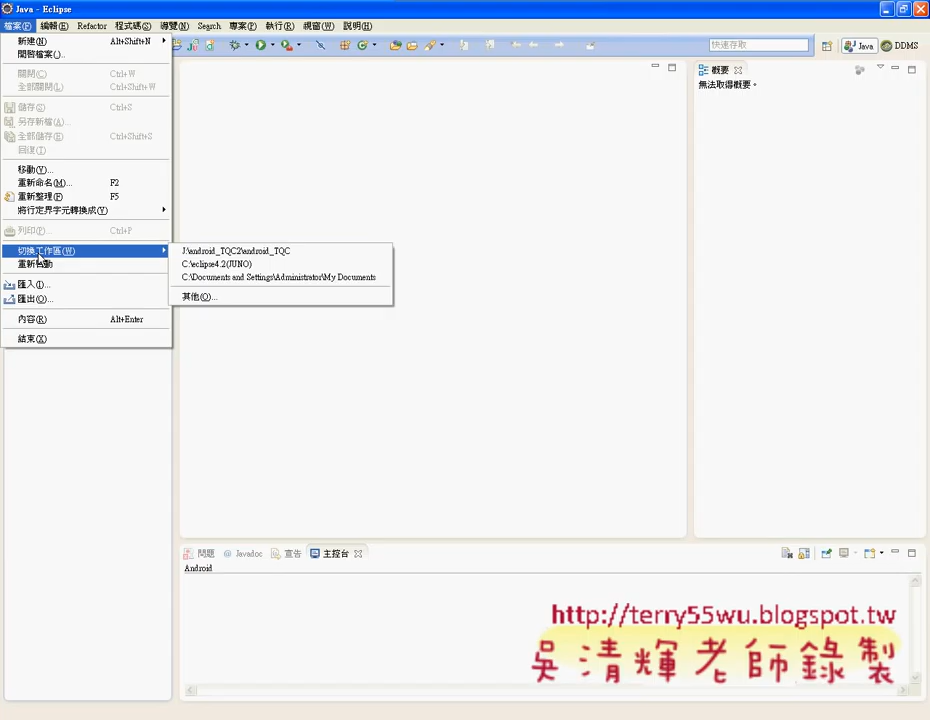 Java - Eclipse
檔案(F) 編輯(E) Refactor 程式碼(S) 導覽(N) Search 專案(P) 執行(R) 視窗(W) 說明(H)
新建(N) Alt+Shift+N
開啟檔案(.)...
快速存取
Java
DDMS
關閉(C) Ctrl+W
全部關閉(L) Ctrl+Shift+W
儲存(S) Ctrl+S
另存新檔(A)...
全部儲存(E) Ctrl+Shift+S
回復(T)
移動(V)...
重新命名(M)... F2
重新整理(F) F5
將行定界字元轉換成(Y)
列印(P)... Ctrl+P
切換工作區(W)
重新啟動
匯入(I)...
匯出(O)...
內容(R) Alt+Enter
結束(X)
J:\android_TQC2\android_TQC
C:\eclipse4.2(JUNO)
C:\Documents and Settings\Administrator\My Documents
其他(O)...
概要
無法取得概要。
問題 @ Javadoc 宣告 主控台
Android
http://terry55wu.blogspot.tw
吳清輝老師錄製